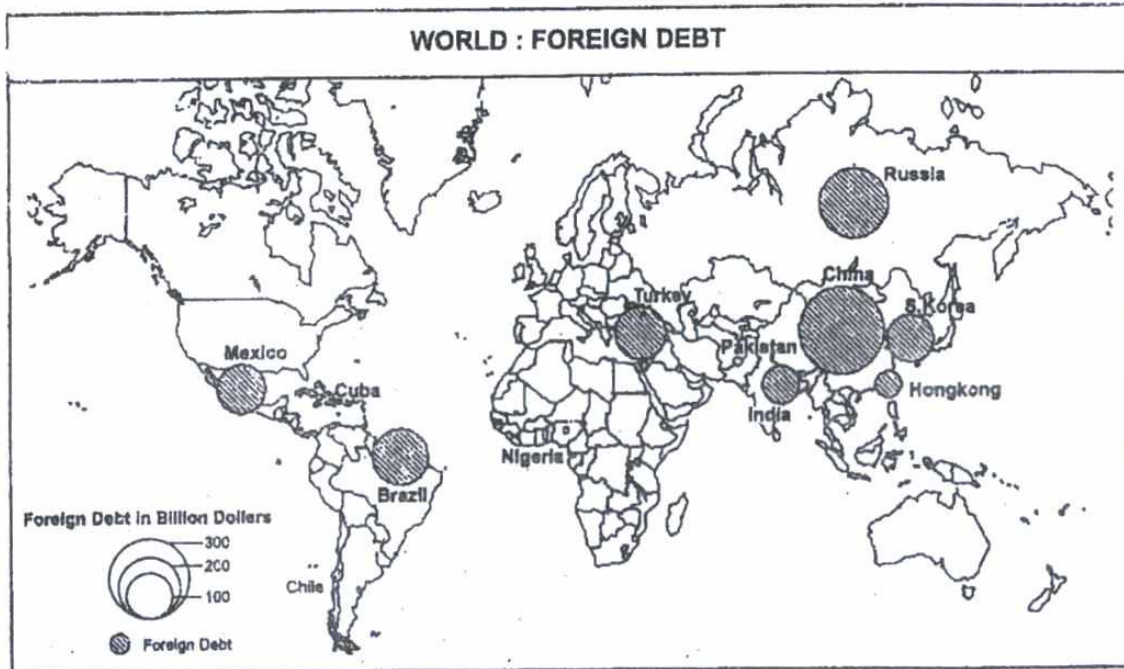 WORLD : FOREIGN DEBT
Russia
China
Turkey
S.Korea
Pakistan
Mexico
Cuba
India
Hongkong
Nigeria
Brazil
Foreign Debt in Billion Dollers
300
200
100
Chile
Foreign Debt